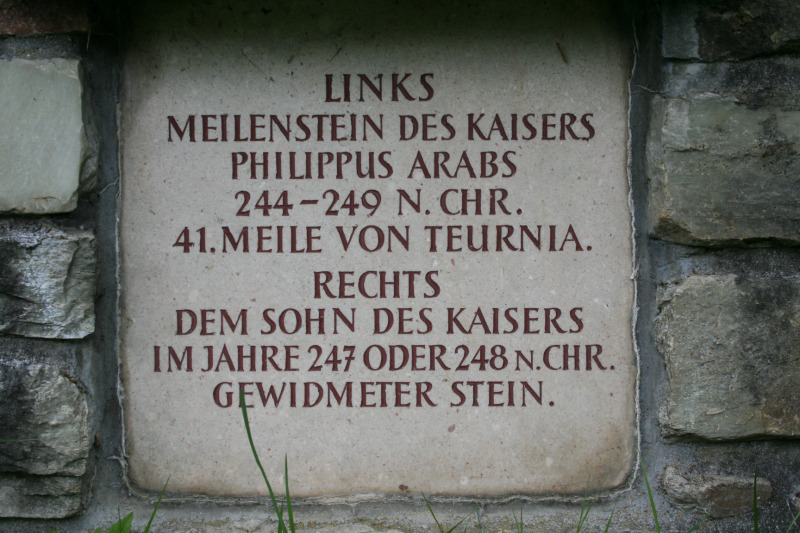 LINKS
MEILENSTEIN DES KAISERS
PHILIPPUS ARABS
244-249 N. CHR.
41. MEILE VON TEURNIA.
RECHTS
DEM SOHN DES KAISERS
IM JAHRE 247 ODER 248 N. CHR.
GEWIDMETER STEIN.